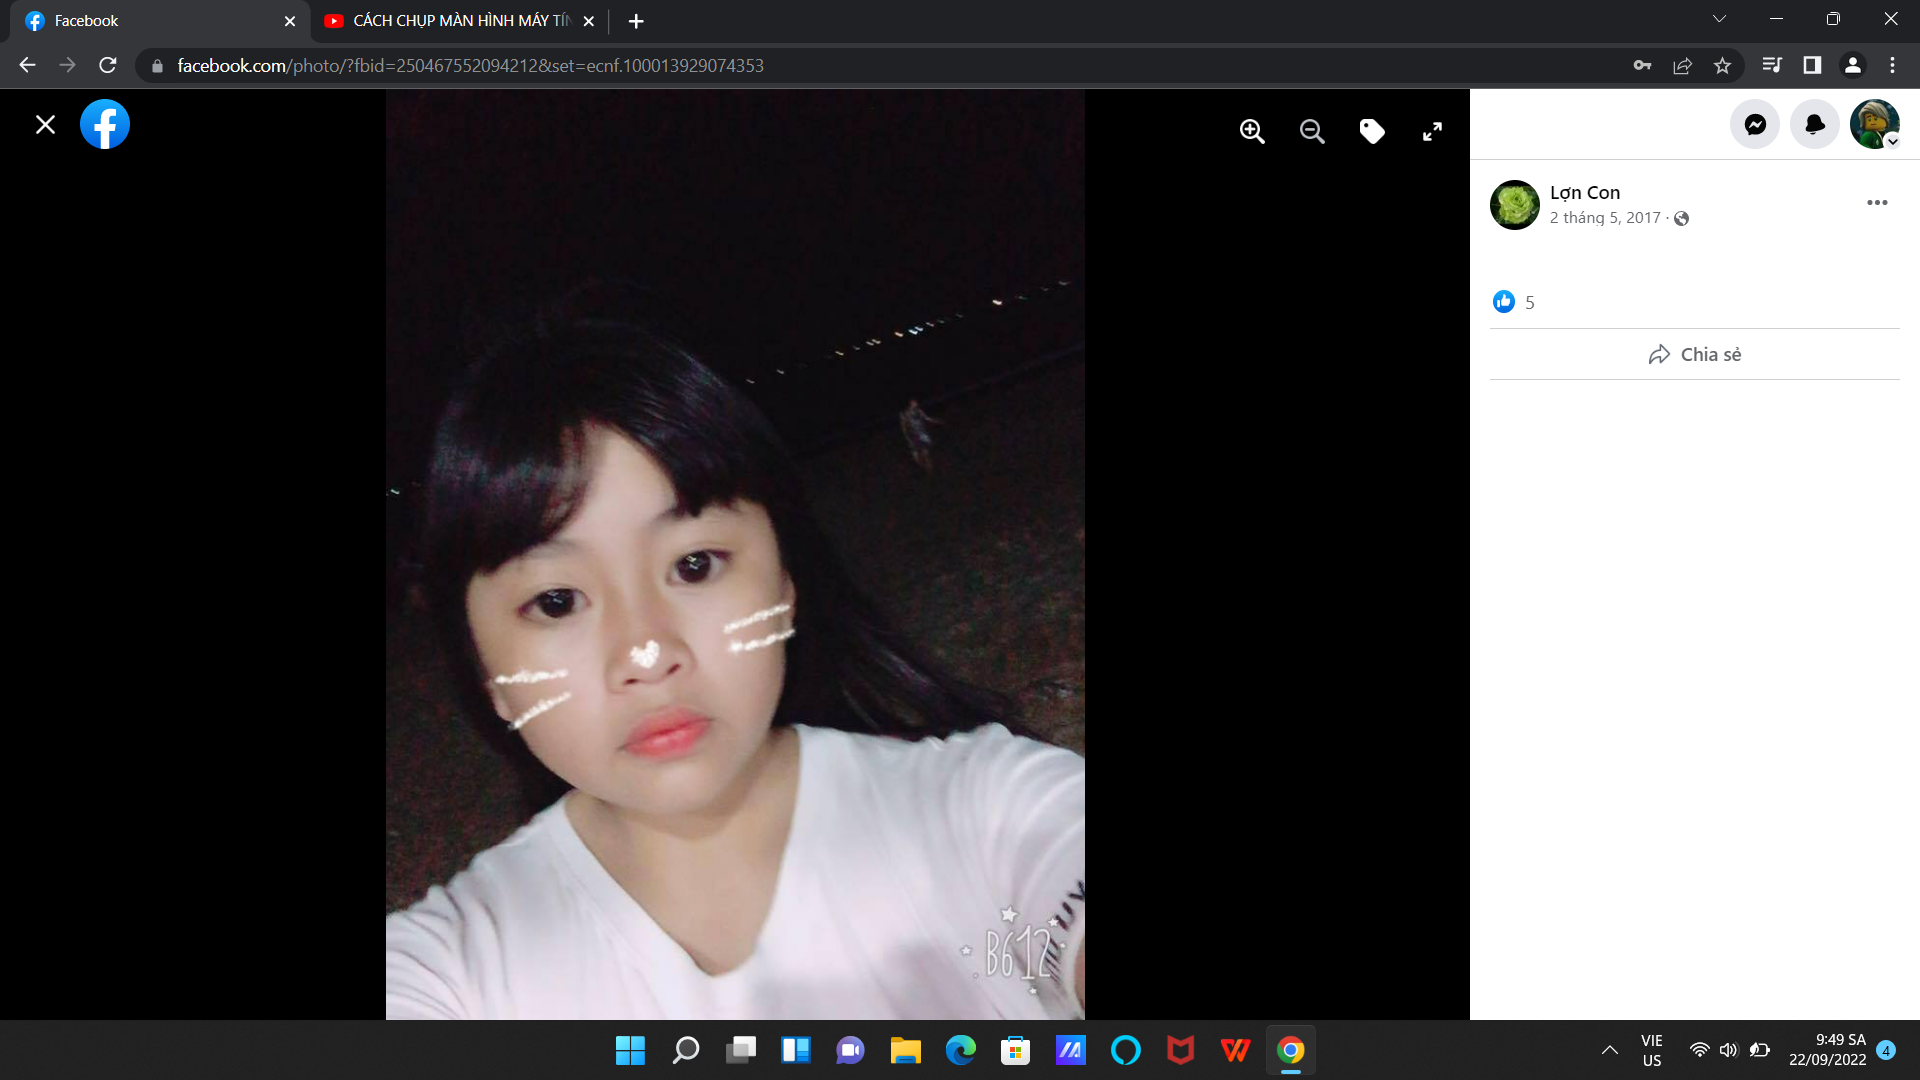 Facebook
CÁCH CHỤP MÀN HÌNH MÁY TÍN
facebook.com/photo/?fbid=250467552094212&set=ecnf.100013929074353
Lợn Con
2 tháng 5, 2017 ·
5
Chia sẻ
B612
VIE
US
9:49 SA
22/09/2022
4